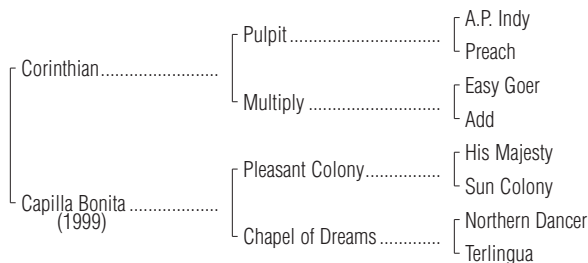 A.P. Indy
Pulpit
Preach
Corinthian
Easy Goer
Multiply
Add
His Majesty
Pleasant Colony
Sun Colony
Capilla Bonita
(1999)
Northern Dancer
Chapel of Dreams
Terlingua